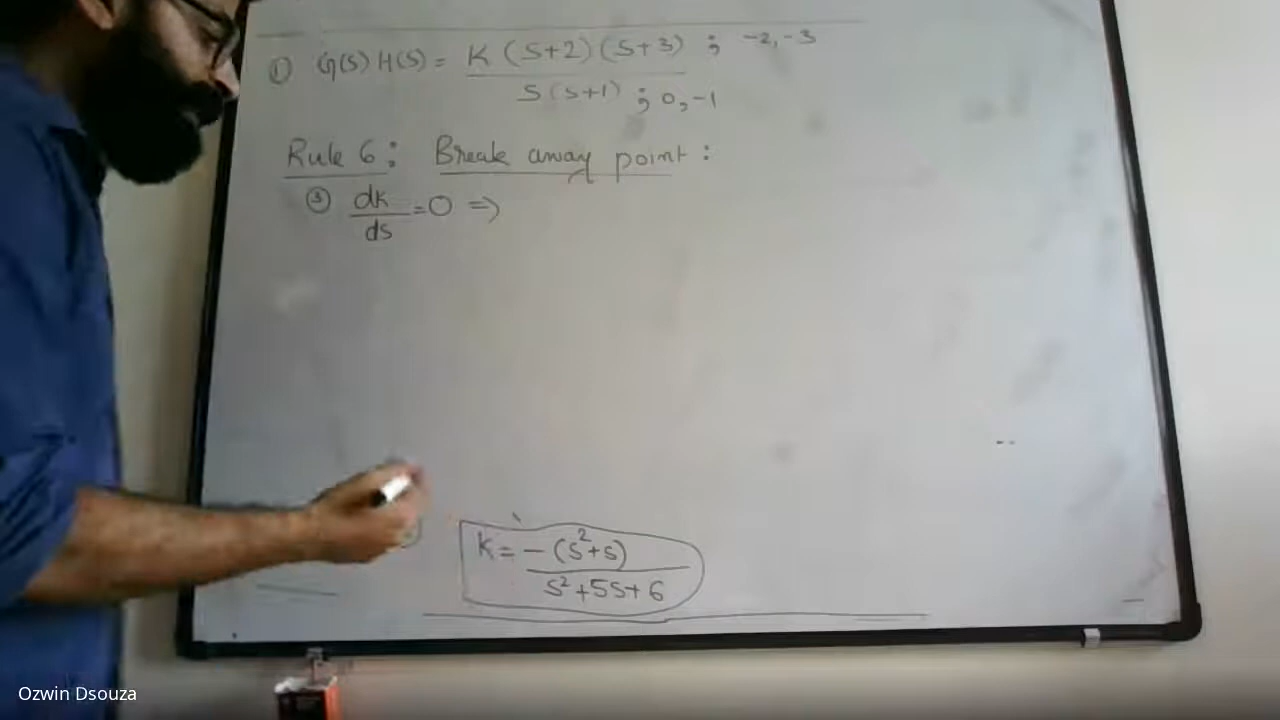 ① G(S) H(S) = K (S+2) (S+3) ; -2, -3
S (S+1) ; 0, -1
Rule 6: Break away point :
③ dK/ds = 0 ⇒
K = -(S²+S)
S²+5S+6
Ozwin Dsouza